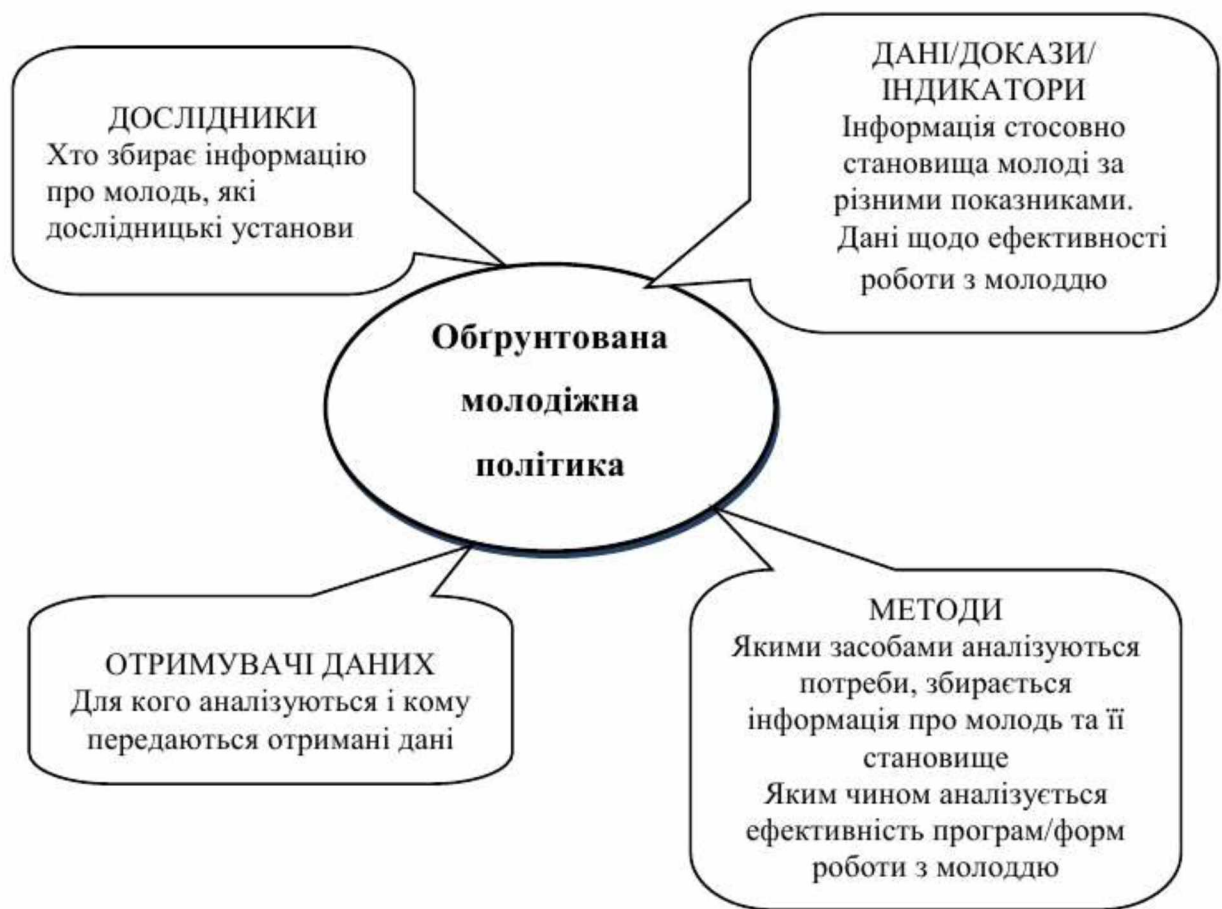 ДОСЛІДНИКИ
Хто збирає інформацію
про молодь, які
дослідницькі установи
ДАНІ/ДОКАЗИ/
ІНДИКАТОРИ
Інформація стосовно
становища молоді за
різними показниками.
Дані щодо ефективності
роботи з молоддю
Обґрунтована
молодіжна
політика
ОТРИМУВАЧІ ДАНИХ
Для кого аналізуються і кому
передаються отримані дані
МЕТОДИ
Якими засобами аналізуються
потреби, збирається
інформація про молодь та її
становище
Яким чином аналізується
ефективність програм/форм
роботи з молоддю